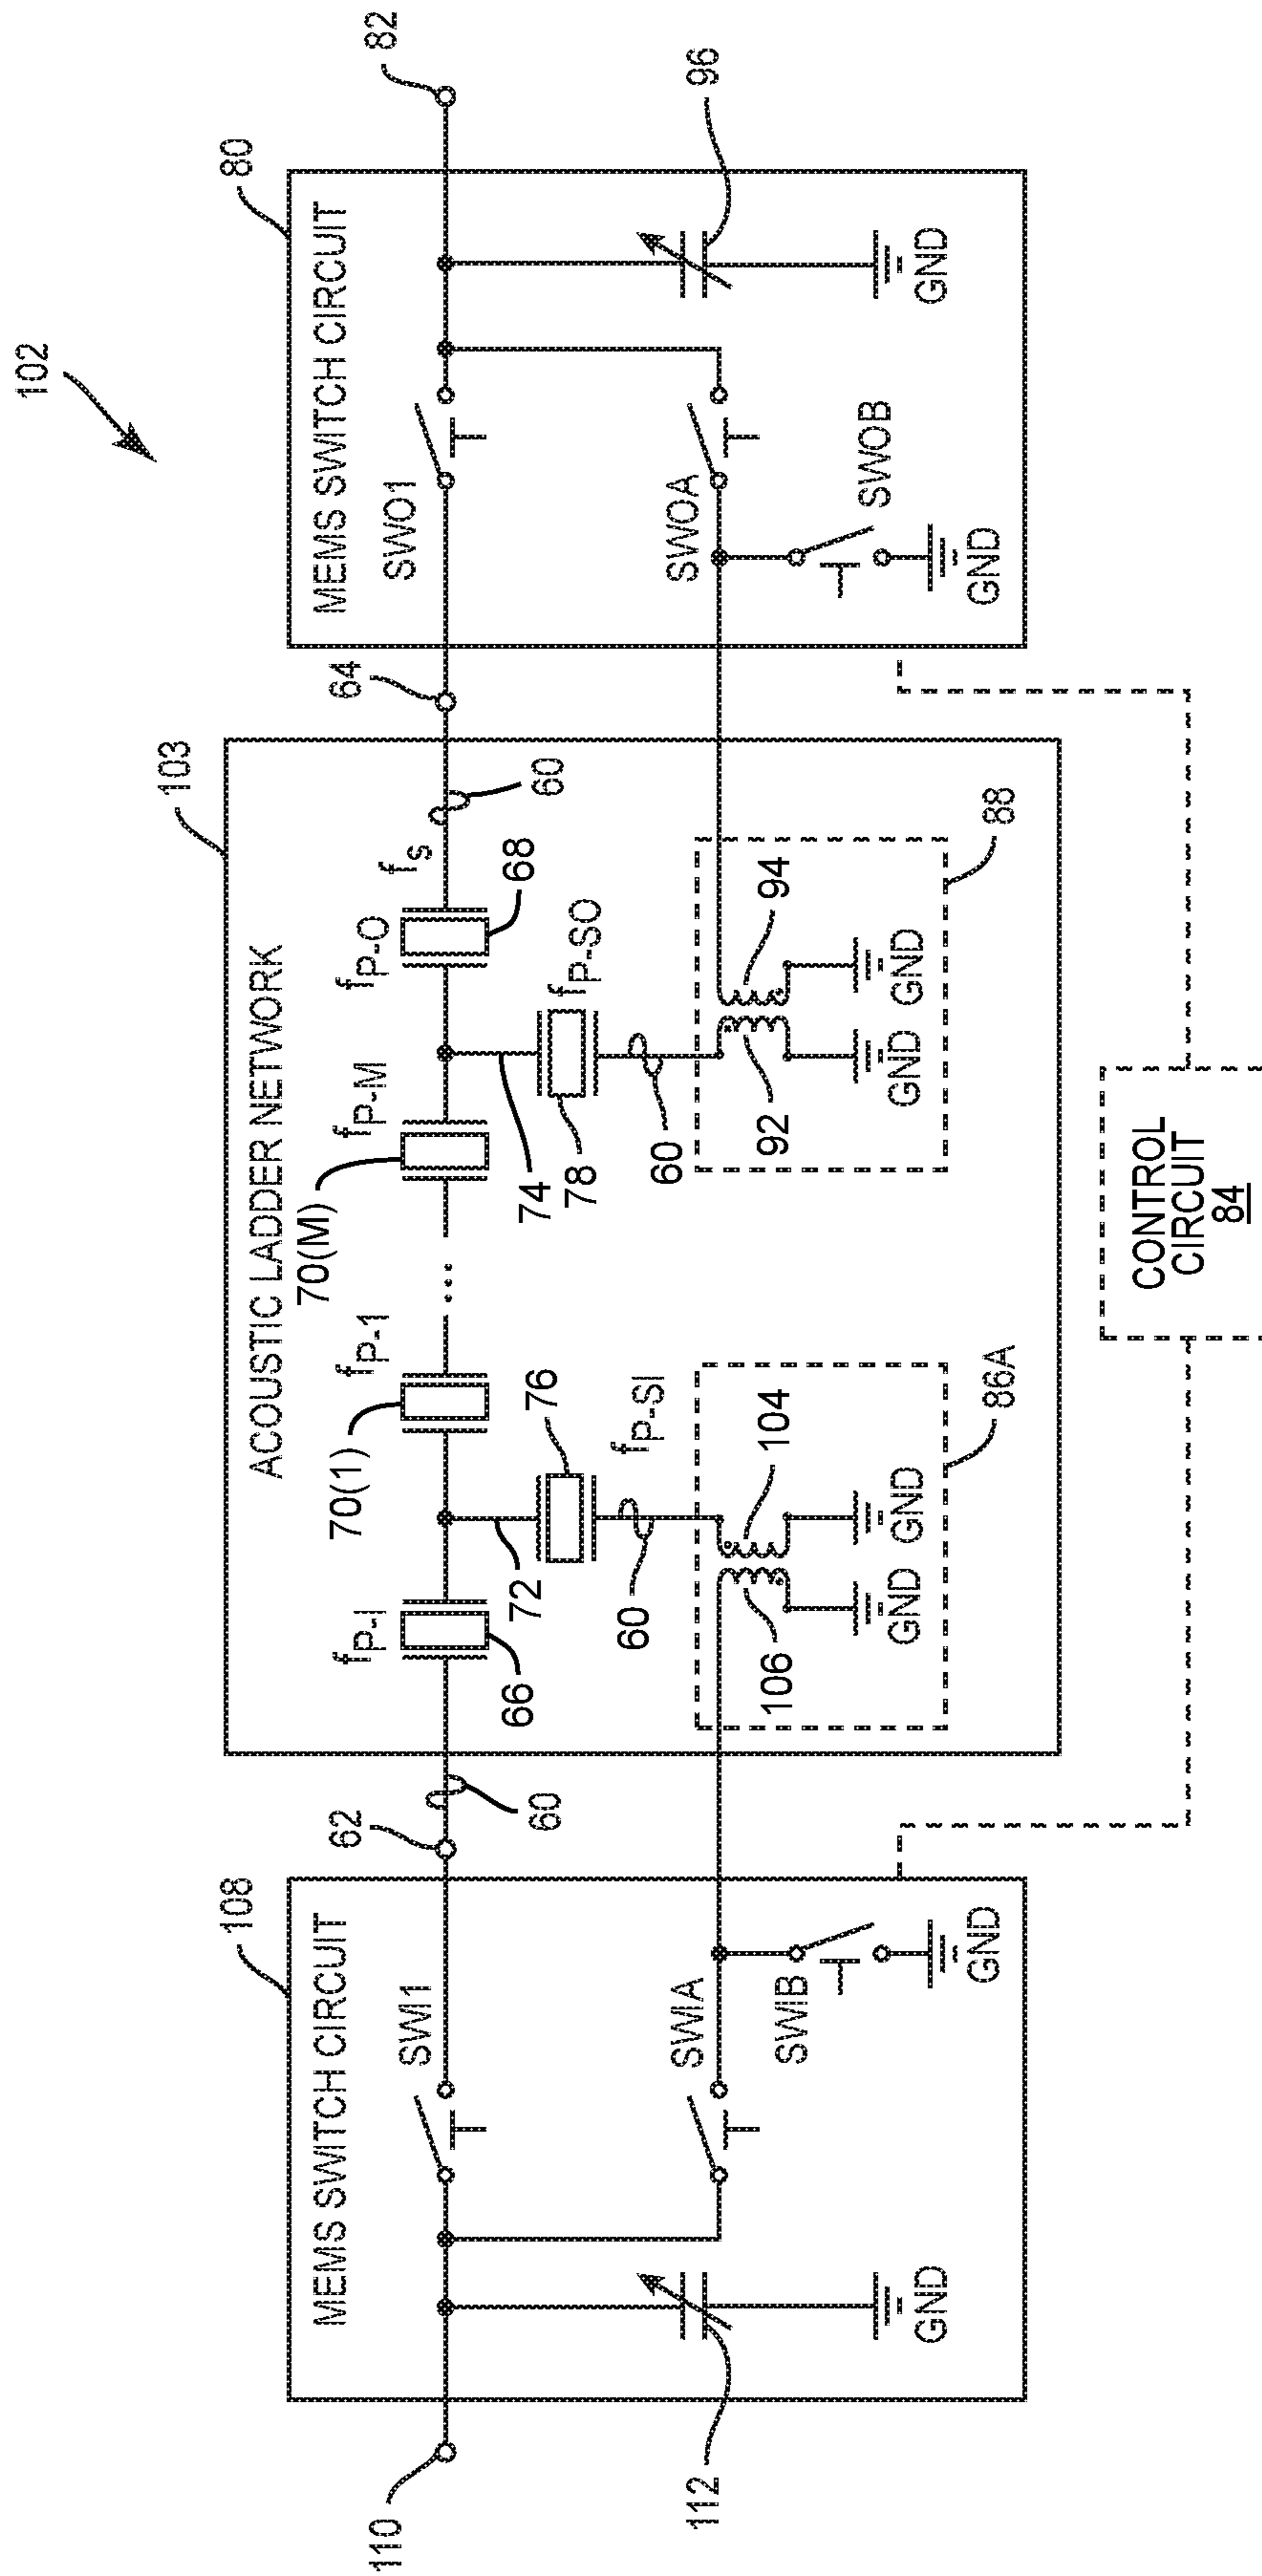 102
108
MEMS SWITCH CIRCUIT
110
112
GND
SWI1
SWIA
SWIB
GND
62
60
103
ACOUSTIC LADDER NETWORK
fP-I
66
70(1)
fP-1
70(M)
fP-M
fP-O
68
fS
60
72
76
fP-SI
60
74
78
fP-SO
60
106
104
GND
GND
86A
92
94
GND
GND
88
64
80
MEMS SWITCH CIRCUIT
SWO1
SWOA
SWOB
GND
82
96
GND
CONTROL
CIRCUIT
84